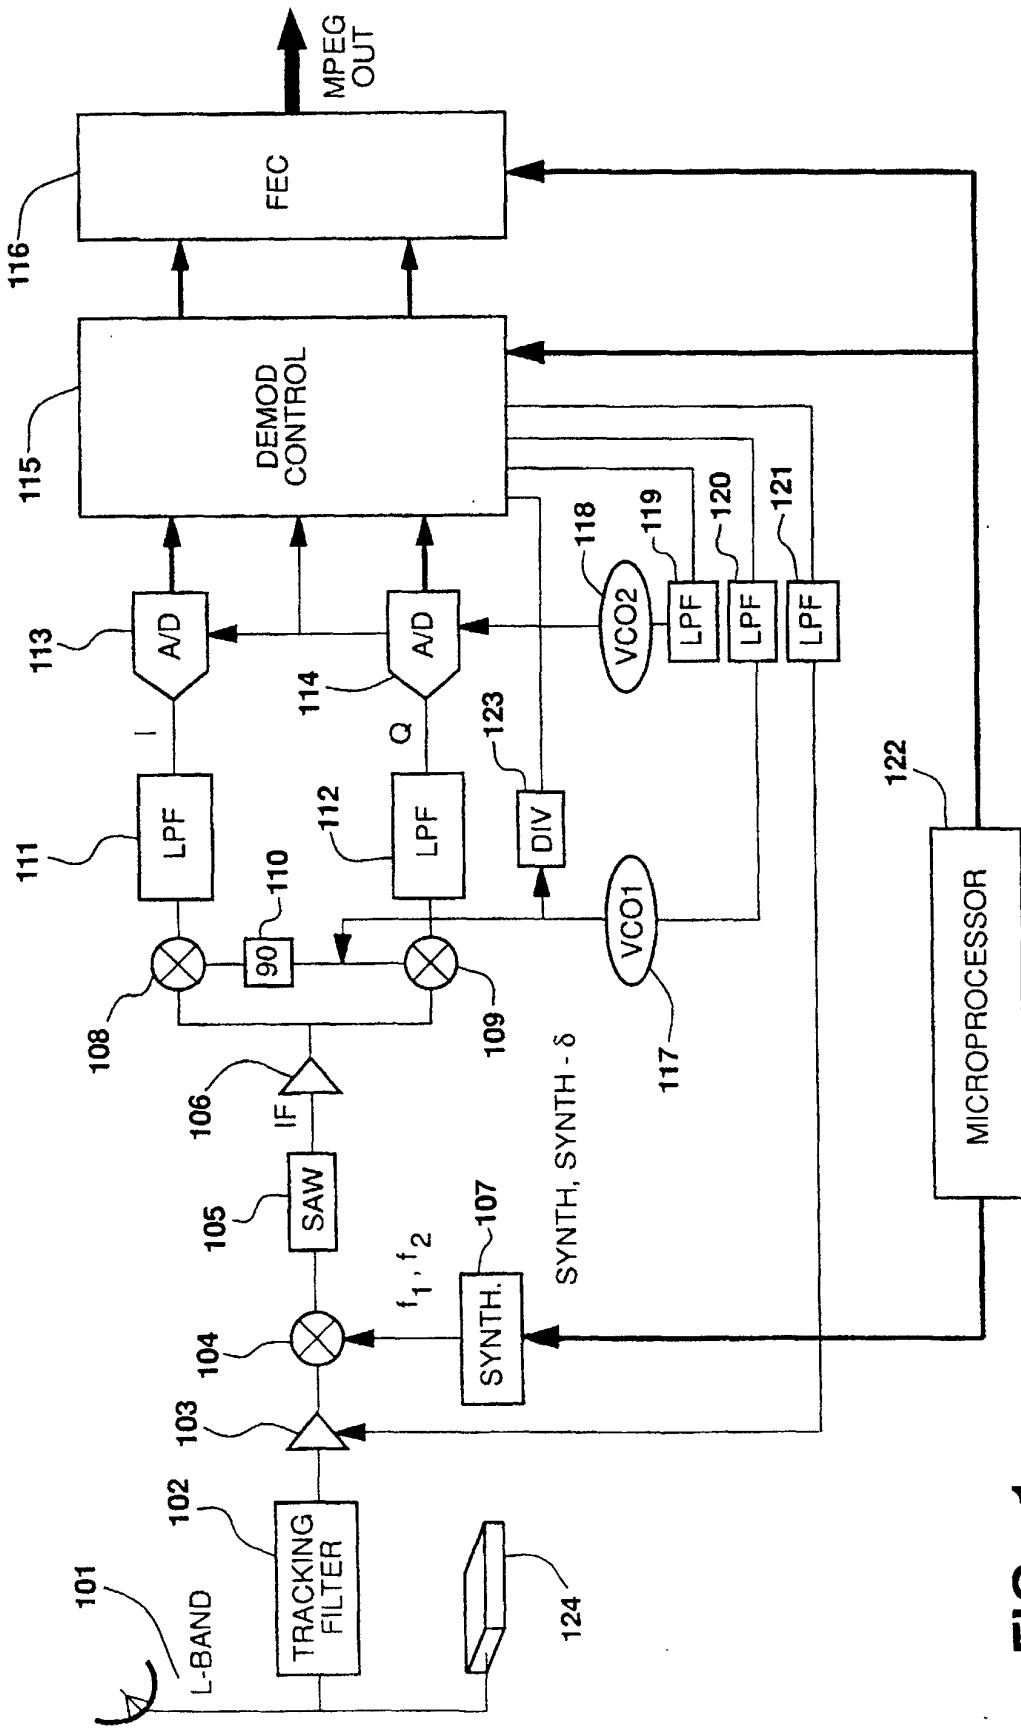 101
L-BAND
102
TRACKING
FILTER
124
103
104
105
SAW
IF
106
f1, f2
107
SYNTH.
SYNTH, SYNTH - δ
108
109
90
110
111
LPF
112
LPF
I
Q
113
A/D
114
A/D
115
DEMOD
CONTROL
116
FEC
MPEG
OUT
117
VCO1
123
DIV
118
VCO2
119
LPF
120
LPF
121
LPF
122
MICROPROCESSOR